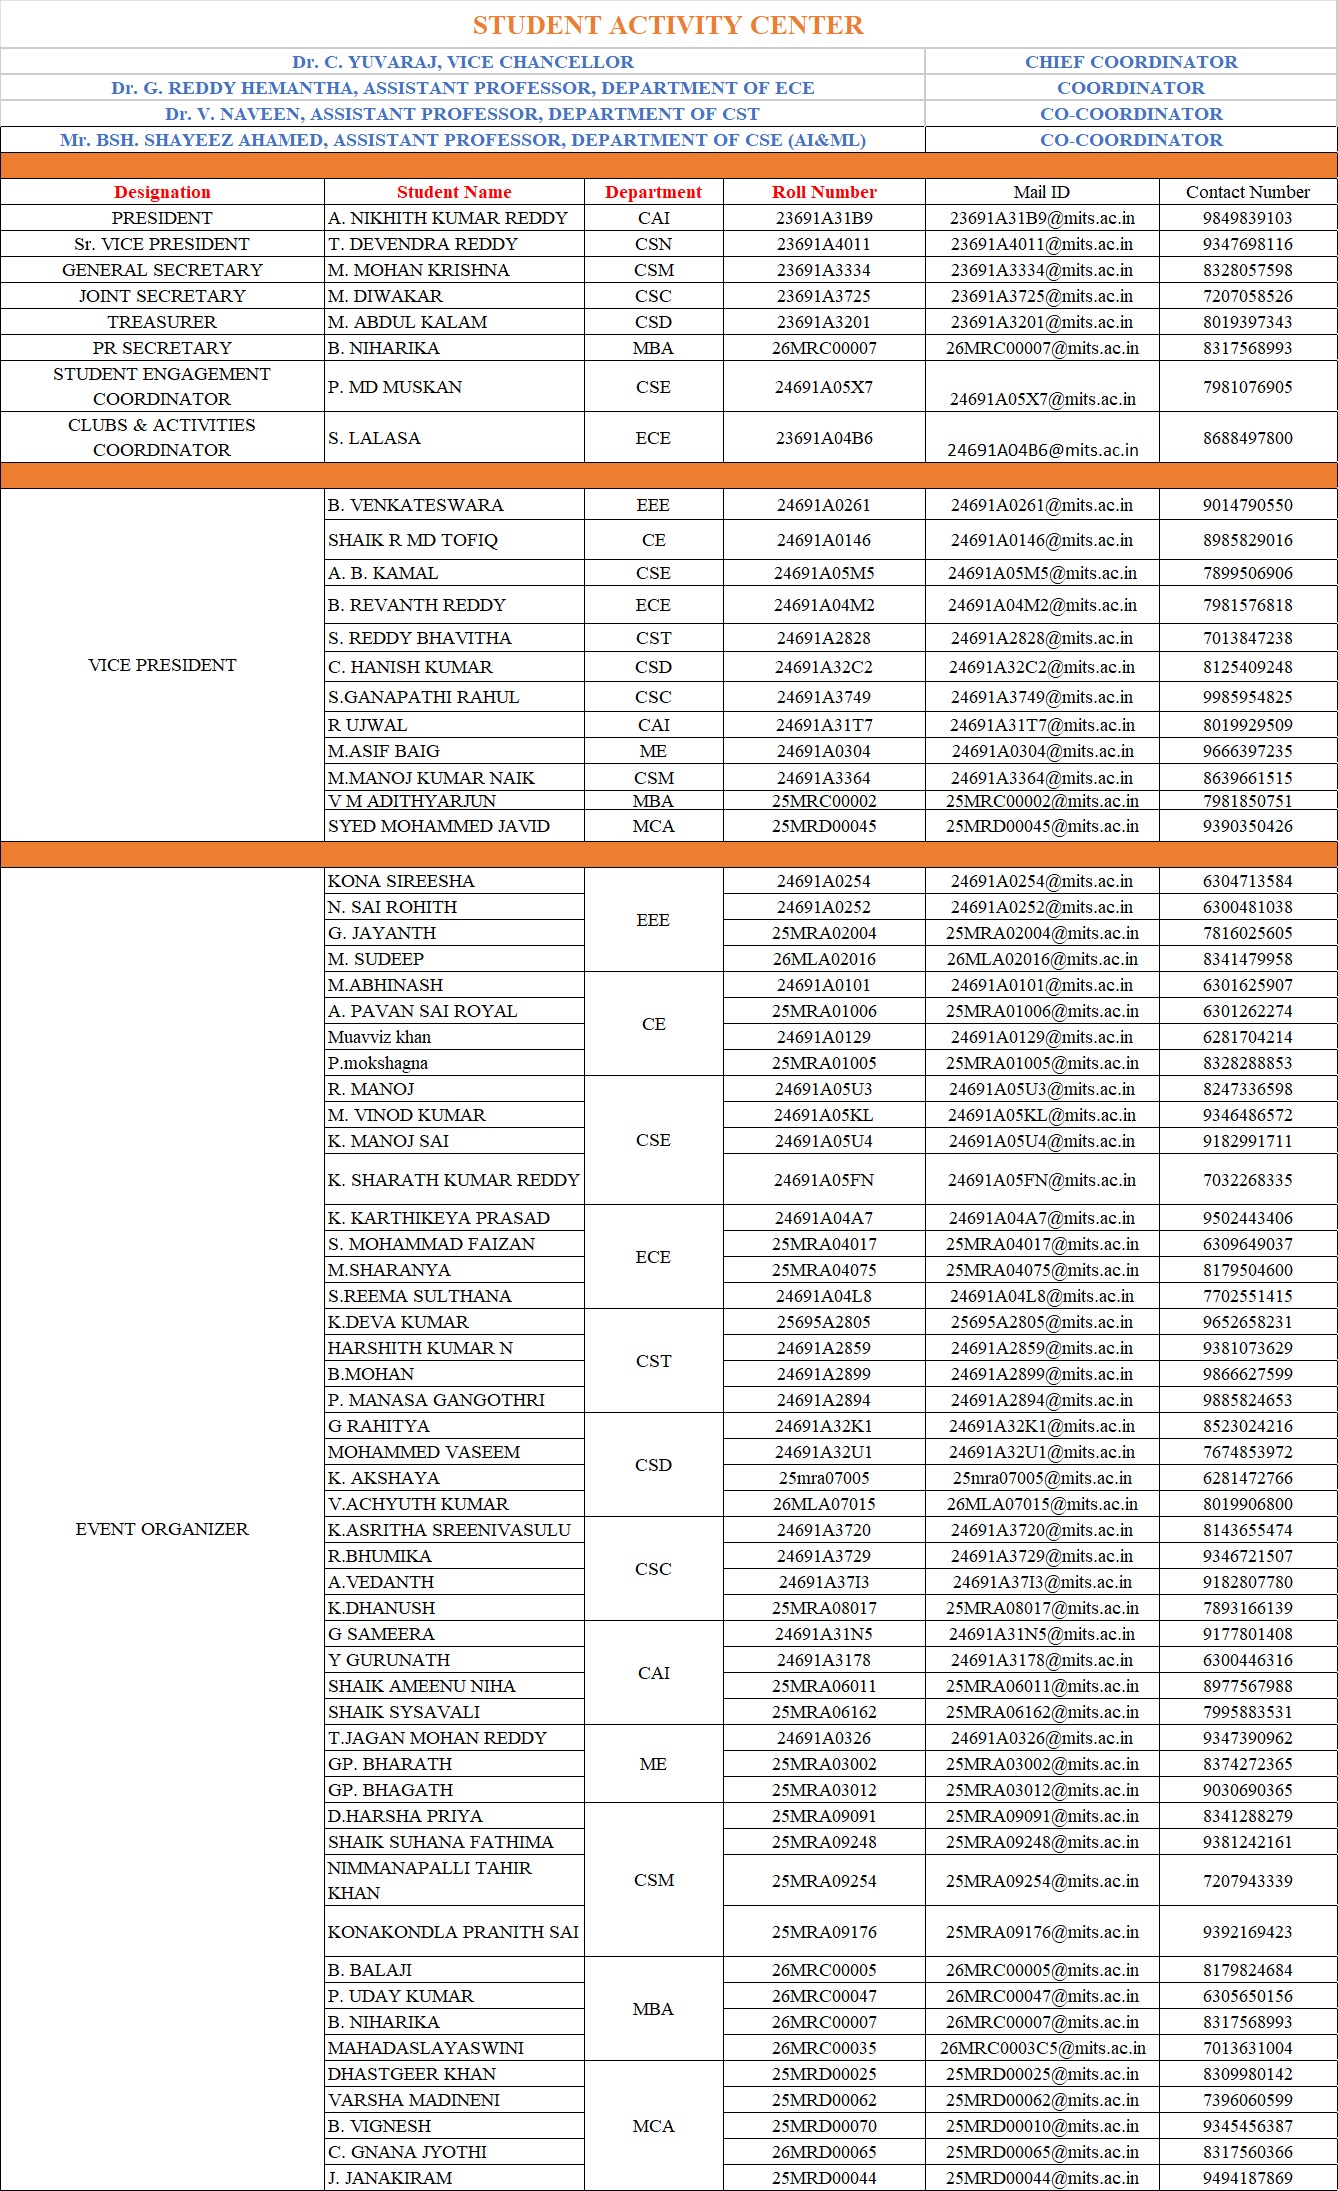 STUDENT ACTIVITY CENTER
Dr. C. YUVARAJ, VICE CHANCELLOR CHIEF COORDINATOR
Dr. G. REDDY HEMANTHA, ASSISTANT PROFESSOR, DEPARTMENT OF ECE COORDINATOR
Dr. V. NAVEEN, ASSISTANT PROFESSOR, DEPARTMENT OF CST CO-COORDINATOR
Mr. BSH. SHAYEEZ AHAMED, ASSISTANT PROFESSOR, DEPARTMENT OF CSE (AI&ML) CO-COORDINATOR
Designation Student Name Department Roll Number Mail ID Contact Number
PRESIDENT A. NIKHITH KUMAR REDDY CAI 23691A31B9 23691A31B9@mits.ac.in 9849839103
Sr. VICE PRESIDENT T. DEVENDRA REDDY CSN 23691A4011 23691A4011@mits.ac.in 9347698116
GENERAL SECRETARY M. MOHAN KRISHNA CSM 23691A3334 23691A3334@mits.ac.in 8328057598
JOINT SECRETARY M. DIWAKAR CSC 23691A3725 23691A3725@mits.ac.in 7207058526
TREASURER M. ABDUL KALAM CSD 23691A3201 23691A3201@mits.ac.in 8019397343
PR SECRETARY B. NIHARIKA MBA 26MRC00007 26MRC00007@mits.ac.in 8317568993
STUDENT ENGAGEMENT
COORDINATOR P. MD MUSKAN CSE 24691A05X7 24691A05X7@mits.ac.in 7981076905
CLUBS & ACTIVITIES
COORDINATOR S. LALASA ECE 23691A04B6 24691A04B6@mits.ac.in 8688497800
VICE PRESIDENT
B. VENKATESWARA EEE 24691A0261 24691A0261@mits.ac.in 9014790550
SHAIK R MD TOFIQ CE 24691A0146 24691A0146@mits.ac.in 8985829016
A. B. KAMAL CSE 24691A05M5 24691A05M5@mits.ac.in 7899506906
B. REVANTH REDDY ECE 24691A04M2 24691A04M2@mits.ac.in 7981576818
S. REDDY BHAVITHA CST 24691A2828 24691A2828@mits.ac.in 7013847238
C. HANISH KUMAR CSD 24691A32C2 24691A32C2@mits.ac.in 8125409248
S.GANAPATHI RAHUL CSC 24691A3749 24691A3749@mits.ac.in 9985954825
R UJWAL CAI 24691A31T7 24691A31T7@mits.ac.in 8019929509
M.ASIF BAIG ME 24691A0304 24691A0304@mits.ac.in 9666397235
M.MANOJ KUMAR NAIK CSM 24691A3364 24691A3364@mits.ac.in 8639661515
V M ADITHYARJUN MBA 25MRC00002 25MRC00002@mits.ac.in 7981850751
SYED MOHAMMED JAVID MCA 25MRD00045 25MRD00045@mits.ac.in 9390350426
EVENT ORGANIZER
EEE
KONA SIREESHA 24691A0254 24691A0254@mits.ac.in 6304713584
N. SAI ROHITH 24691A0252 24691A0252@mits.ac.in 6300481038
G. JAYANTH 25MRA02004 25MRA02004@mits.ac.in 7816025605
M. SUDEEP 26MLA02016 26MLA02016@mits.ac.in 8341479958
CE
M.ABHINASH 24691A0101 24691A0101@mits.ac.in 6301625907
A. PAVAN SAI ROYAL 25MRA01006 25MRA01006@mits.ac.in 6301262274
Muavviz khan 24691A0129 24691A0129@mits.ac.in 6281704214
P.mokshagna 25MRA01005 25MRA01005@mits.ac.in 8328288853
CSE
R. MANOJ 24691A05U3 24691A05U3@mits.ac.in 8247336598
M. VINOD KUMAR 24691A05KL 24691A05KL@mits.ac.in 9346486572
K. MANOJ SAI 24691A05U4 24691A05U4@mits.ac.in 9182991711
K. SHARATH KUMAR REDDY 24691A05FN 24691A05FN@mits.ac.in 7032268335
ECE
K. KARTHIKEYA PRASAD 24691A04A7 24691A04A7@mits.ac.in 9502443406
S. MOHAMMAD FAIZAN 25MRA04017 25MRA04017@mits.ac.in 6309649037
M.SHARANYA 25MRA04075 25MRA04075@mits.ac.in 8179504600
S.REEMA SULTHANA 24691A04L8 24691A04L8@mits.ac.in 7702551415
CST
K.DEVA KUMAR 25695A2805 25695A2805@mits.ac.in 9652658231
HARSHITH KUMAR N 24691A2859 24691A2859@mits.ac.in 9381073629
B.MOHAN 24691A2899 24691A2899@mits.ac.in 9866627599
P. MANASA GANGOTHRI 24691A2894 24691A2894@mits.ac.in 9885824653
CSD
G RAHITYA 24691A32K1 24691A32K1@mits.ac.in 8523024216
MOHAMMED VASEEM 24691A32U1 24691A32U1@mits.ac.in 7674853972
K. AKSHAYA 25mra07005 25mra07005@mits.ac.in 6281472766
V.ACHYUTH KUMAR 26MLA07015 26MLA07015@mits.ac.in 8019906800
CSC
K.ASRITHA SREENIVASULU 24691A3720 24691A3720@mits.ac.in 8143655474
R.BHUMIKA 24691A3729 24691A3729@mits.ac.in 9346721507
A.VEDANTH 24691A37I3 24691A37I3@mits.ac.in 9182807780
K.DHANUSH 25MRA08017 25MRA08017@mits.ac.in 7893166139
CAI
G SAMEERA 24691A31N5 24691A31N5@mits.ac.in 9177801408
Y GURUNATH 24691A3178 24691A3178@mits.ac.in 6300446316
SHAIK AMEENU NIHA 25MRA06011 25MRA06011@mits.ac.in 8977567988
SHAIK SYSAVALI 25MRA06162 25MRA06162@mits.ac.in 7995883531
ME
T.JAGAN MOHAN REDDY 24691A0326 24691A0326@mits.ac.in 9347390962
GP. BHARATH 25MRA03002 25MRA03002@mits.ac.in 8374272365
GP. BHAGATH 25MRA03012 25MRA03012@mits.ac.in 9030690365
CSM
D.HARSHA PRIYA 25MRA09091 25MRA09091@mits.ac.in 8341288279
SHAIK SUHANA FATHIMA 25MRA09248 25MRA09248@mits.ac.in 9381242161
NIMMANAPALLI TAHIR
KHAN 25MRA09254 25MRA09254@mits.ac.in 7207943339
KONAKONDLA PRANITH SAI 25MRA09176 25MRA09176@mits.ac.in 9392169423
MBA
B. BALAJI 26MRC00005 26MRC00005@mits.ac.in 8179824684
P. UDAY KUMAR 26MRC00047 26MRC00047@mits.ac.in 6305650156
B. NIHARIKA 26MRC00007 26MRC00007@mits.ac.in 8317568993
MAHADASLAYASWINI 26MRC00035 26MRC0003C5@mits.ac.in 7013631004
MCA
DHASTGEER KHAN 25MRD00025 25MRD00025@mits.ac.in 8309980142
VARSHA MADINENI 25MRD00062 25MRD00062@mits.ac.in 7396060599
B. VIGNESH 25MRD00070 25MRD00010@mits.ac.in 9345456387
C. GNANA JYOTHI 26MRD00065 25MRD00065@mits.ac.in 8317560366
J. JANAKIRAM 25MRD00044 25MRD00044@mits.ac.in 9494187869